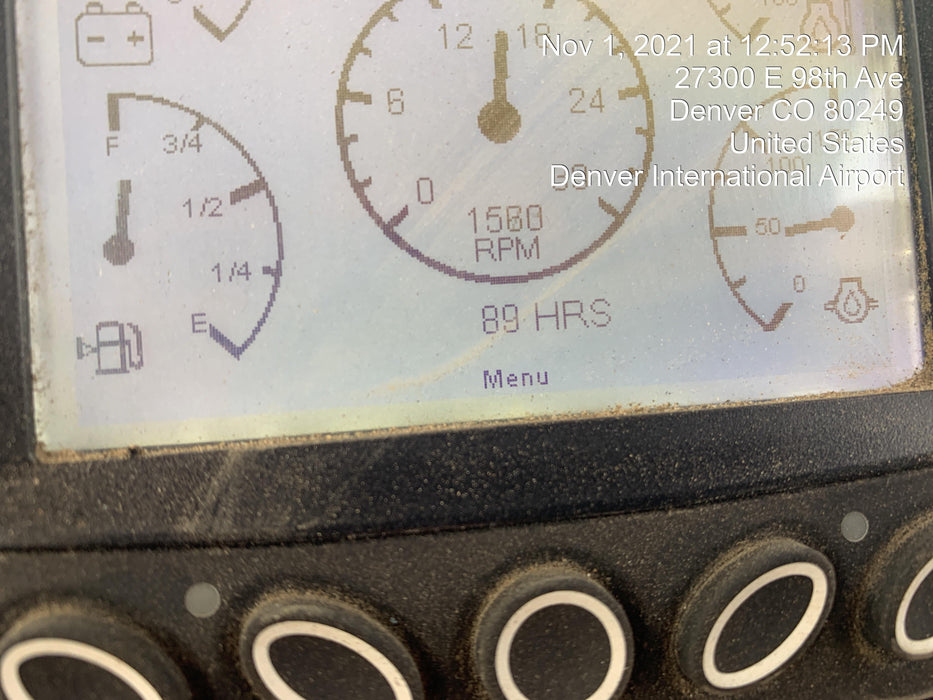 Nov 1, 2021 at 12:52:13 PM
27300 E 98th Ave
Denver CO 80249
United States
Denver International Airport
- +
F
3/4
1/2
1/4
E
0
6
12
18
24
RPM
89 HRS
Menu
100
50
0